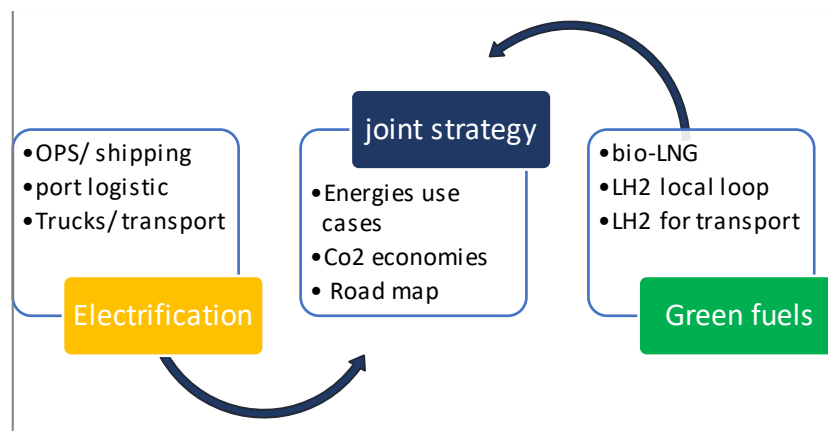 •OPS/ shipping
•port logistic
•Trucks/ transport
Electrification
joint strategy
•Energies use
cases
•Co2 economies
• Road map
•bio-LNG
•LH2 local loop
•LH2 for transport
Green fuels